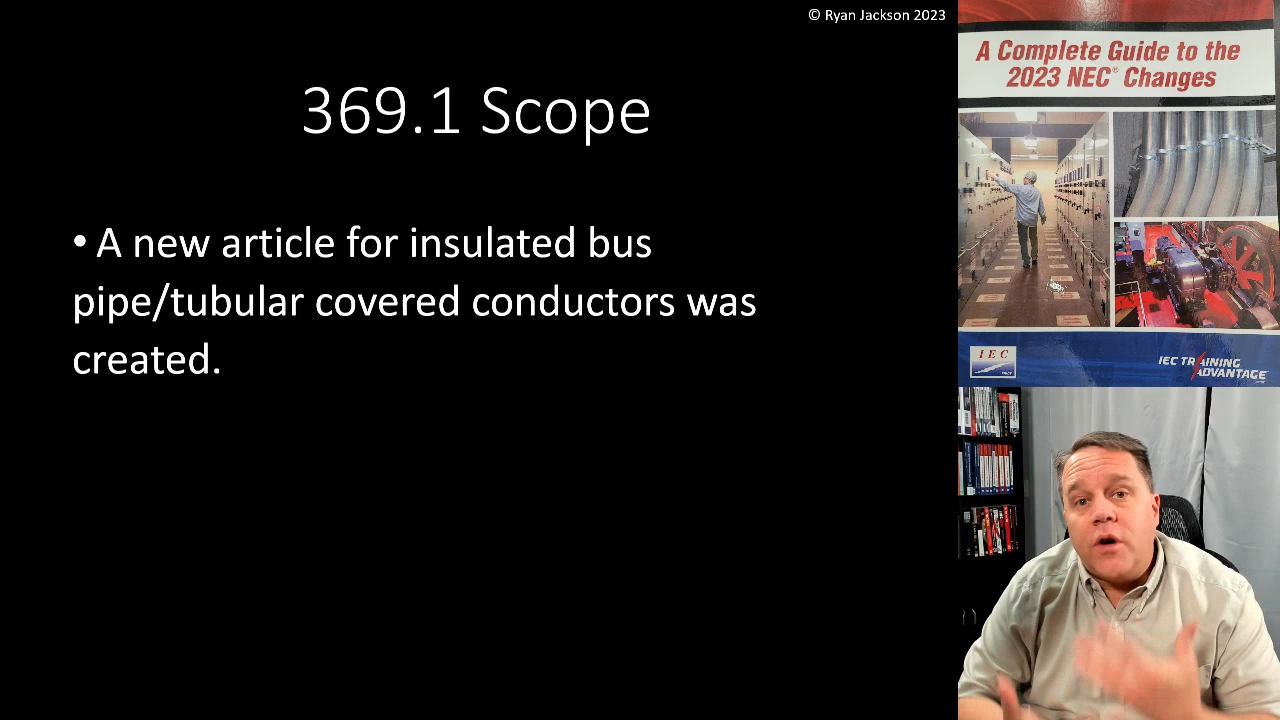 © Ryan Jackson 2023
369.1 Scope
• A new article for insulated bus
pipe/tubular covered conductors was
created.
A Complete Guide to the
2023 NEC® Changes
IEC
IEC TRAINING
ADVANTAGE